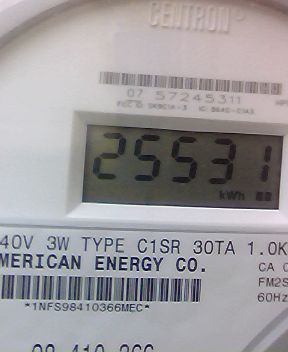 CENTRON®
07 57245311
25531
kWh
40V 3W TYPE C1SR 30TA 1.0K
MERICAN ENERGY CO.
CA 0
FM2S
60Hz
*1NFS98410366MEC*